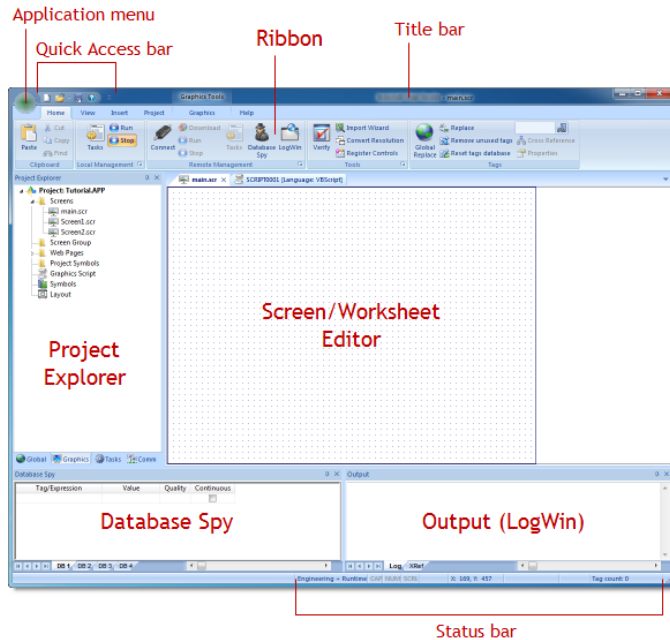 Application menu
Quick Access bar
Ribbon
Title bar
Graphics Tools
- main.scr
Home View Insert Project Graphics Help
Paste
Cut
Copy
Find
Tasks
Run
Stop
Connect
Download
Run
Stop
Tasks
Database Spy
LogWin
Verify
Import Wizard
Convert Resolution
Register Controls
Global Replace
Replace
Remove unused tags
Reset tags database
Cross Reference
Properties
Clipboard Local Management Remote Management Tools Tags
Project Explorer
main.scr SCRIPT0001 (Language: VBScript)
Project: Tutorial.APP
Screens
main.scr
Screen1.scr
Screen2.scr
Screen Group
Web Pages
Project Symbols
Graphics Script
Symbols
Layout
Project
Explorer
Screen/Worksheet
Editor
Global Graphics Tasks Comm
Database Spy
Tag/Expression Value Quality Continuous
Database Spy
DB 1 DB 2 DB 3 DB 4
Output
Output (LogWin)
Log XRef
Engineering + Runtime CAP NUM SCRL X: 180, Y: 457 Tag count: 0
Status bar